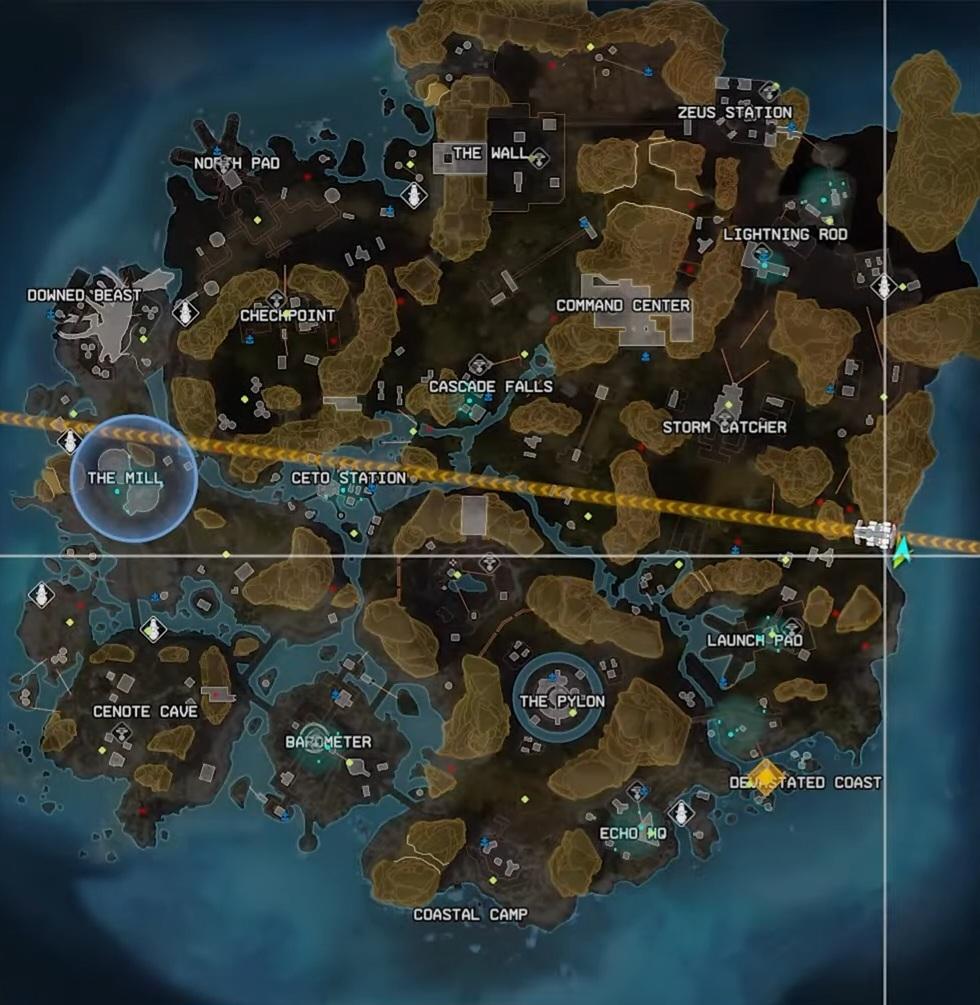 ZEUS STATION
THE WALL
NORTH PAD
LIGHTNING ROD
DOWNED BEAST
COMMAND CENTER
CHECKPOINT
CASCADE FALLS
STORM CATCHER
THE MILL
CETO STATION
LAUNCH PAD
THE PYLON
CENOTE CAVE
BAROMETER
DEVASTATED COAST
ECHO HQ
COASTAL CAMP